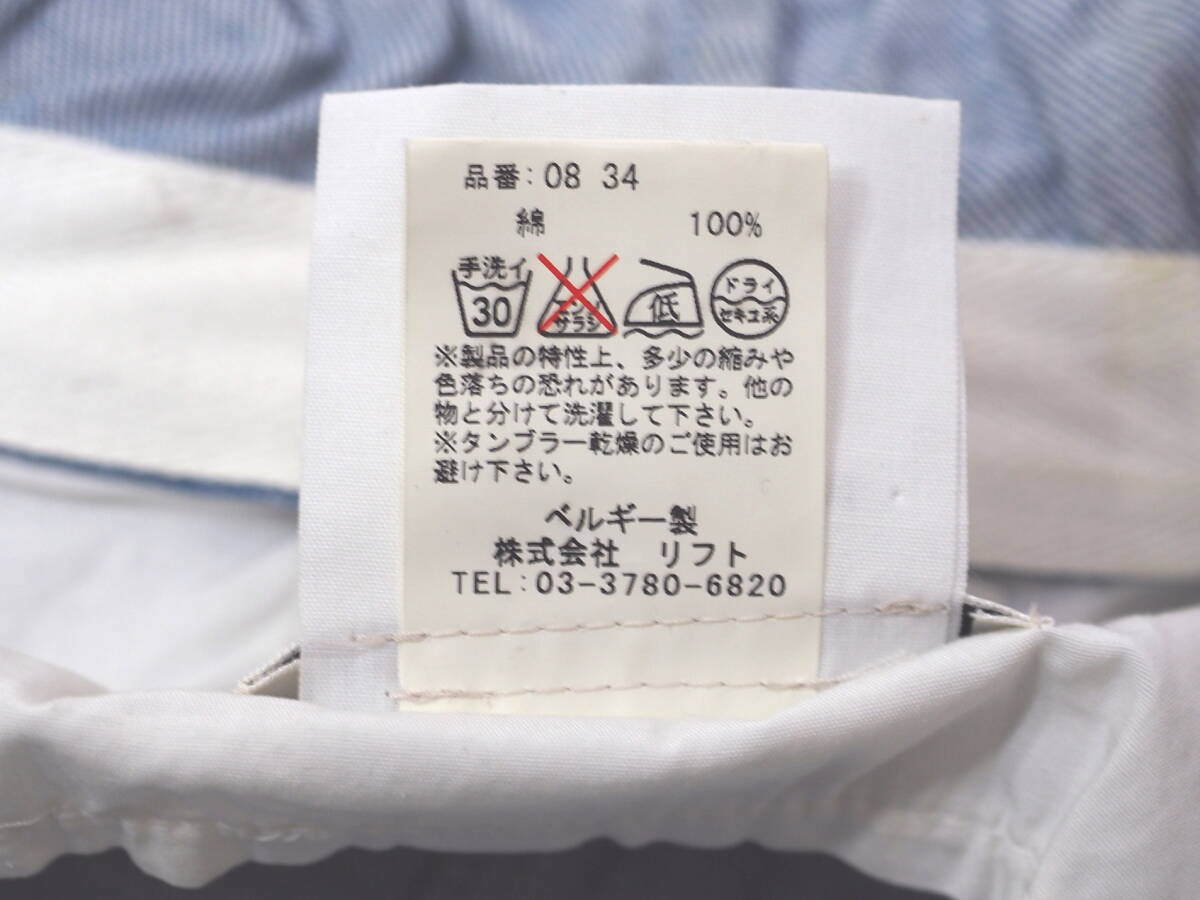 品番：08 34
綿 100%
手洗イ
30
ハ
エンソ
サラシ
低
ドライ
セキユ系
※製品の特性上、多少の縮みや
色落ちの恐れがあります。他の
物と分けて洗濯して下さい。
※タンブラー乾燥のご使用はお
避け下さい。
ベルギー製
株式会社 リフト
TEL：03-3780-6820